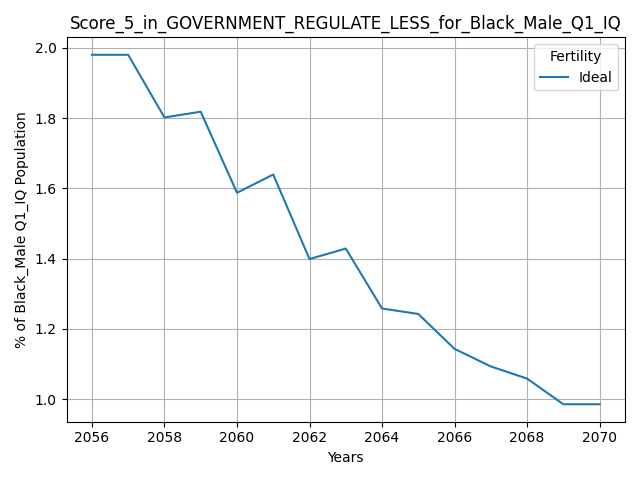 Score_5_in_GOVERNMENT_REGULATE_LESS_for_Black_Male_Q1_IQ
Fertility
Ideal
% of Black_Male Q1_IQ Population
2.0
1.8
1.6
1.4
1.2
1.0
2056 2058 2060 2062 2064 2066 2068 2070
Years